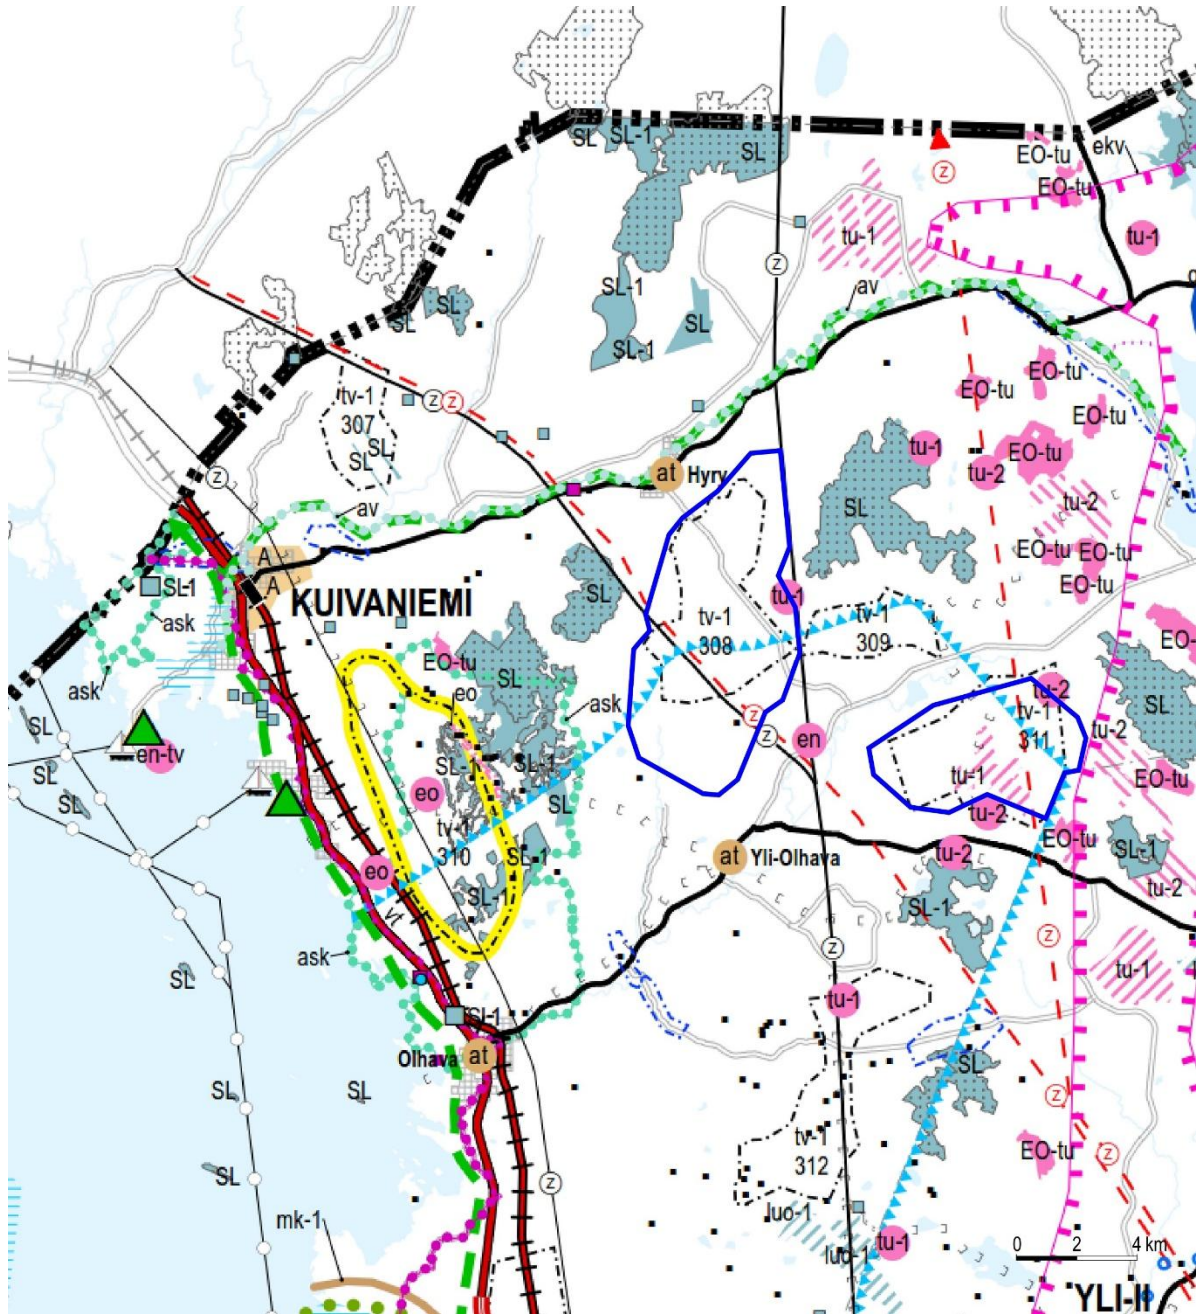 SL
SL-1
SL
EO-tu
ekv
EO-tu
z
tu-1
tu-1
z
SL-1
av
SL
SL
SL
SL-1
tv-1
307
z
z
SL
SL
EO-tu
EO-tu
EO-tu
tu-1
EO-tu
tu-2
z
at
Hyry
tu-2
av
SL
EO-tu
EO-tu
EO-tu
A
A
SL-1
KUIVANIEMI
tu-1
ask
tv-1
308
tv-1
309
EO-
EO-tu
SL
eo
ask
ask
SL
tu-2
tv-1
311
SL
z
z
en
tu-2
en-tv
SL-1
SL-1
SL
eo
tu-1
EO-tu
SL
tv-1
310
tu-2
EO-tu
SL-1
at
Yli-Olhava
tu-2
SL-1
eo
SL-1
SL-1
tu-2
vt
ask
z
z
tu-1
SL
tu-1
SL-1
Olhava
at
SL
SL
SL
z
z
tv-1
312
EO-tu
z
SL
z
mk-1
luo-1
luo-1
tu-1
0 2 4 km
YLI-II